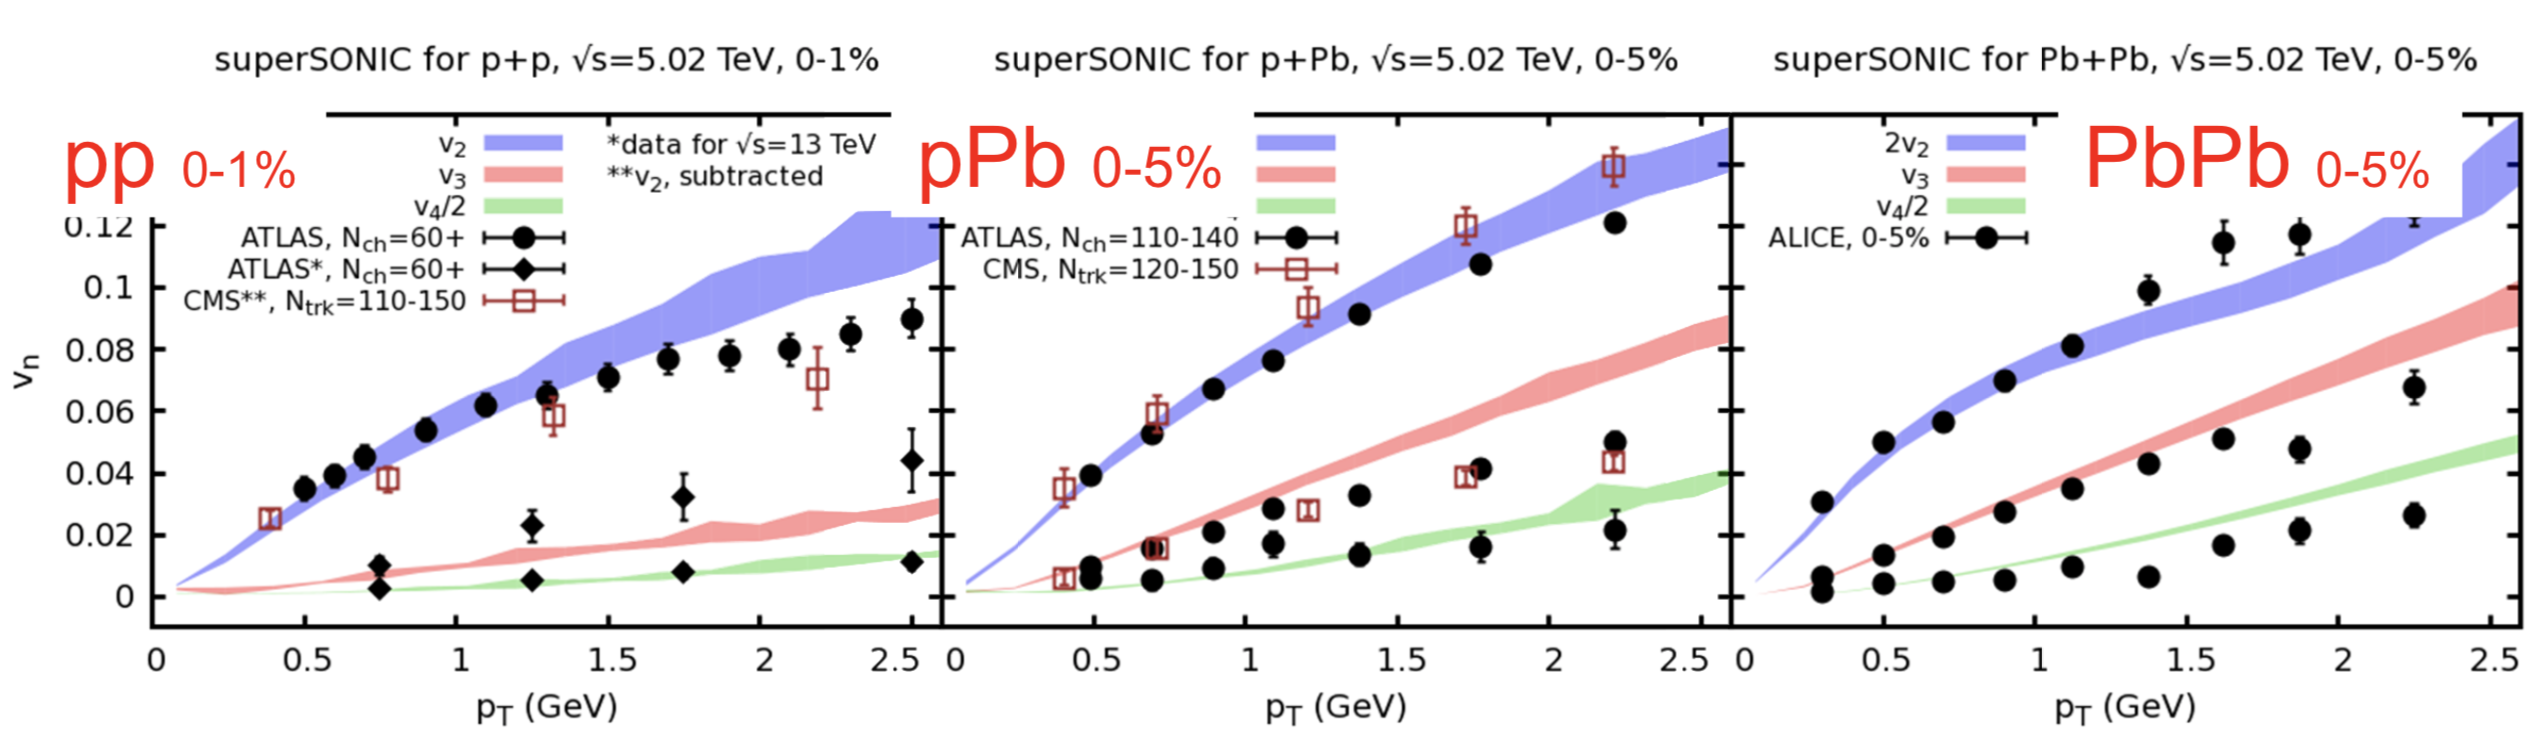 superSONIC for p+p, √s=5.02 TeV, 0-1%
superSONIC for p+Pb, √s=5.02 TeV, 0-5%
superSONIC for Pb+Pb, √s=5.02 TeV, 0-5%
pp 0-1%
v2
v3
v4/2
*data for √s=13 TeV
**v2, subtracted
ATLAS, Nch=60+
ATLAS*, Nch=60+
CMS**, Ntrk=110-150
pPb 0-5%
ATLAS, Nch=110-140
CMS, Ntrk=120-150
2v2
v3
v4/2
ALICE, 0-5%
PbPb 0-5%
vn
0.12
0.1
0.08
0.06
0.04
0.02
0
0 0.5 1 1.5 2 2.5
0 0.5 1 1.5 2 2.5
0 0.5 1 1.5 2 2.5
pT (GeV)
pT (GeV)
pT (GeV)